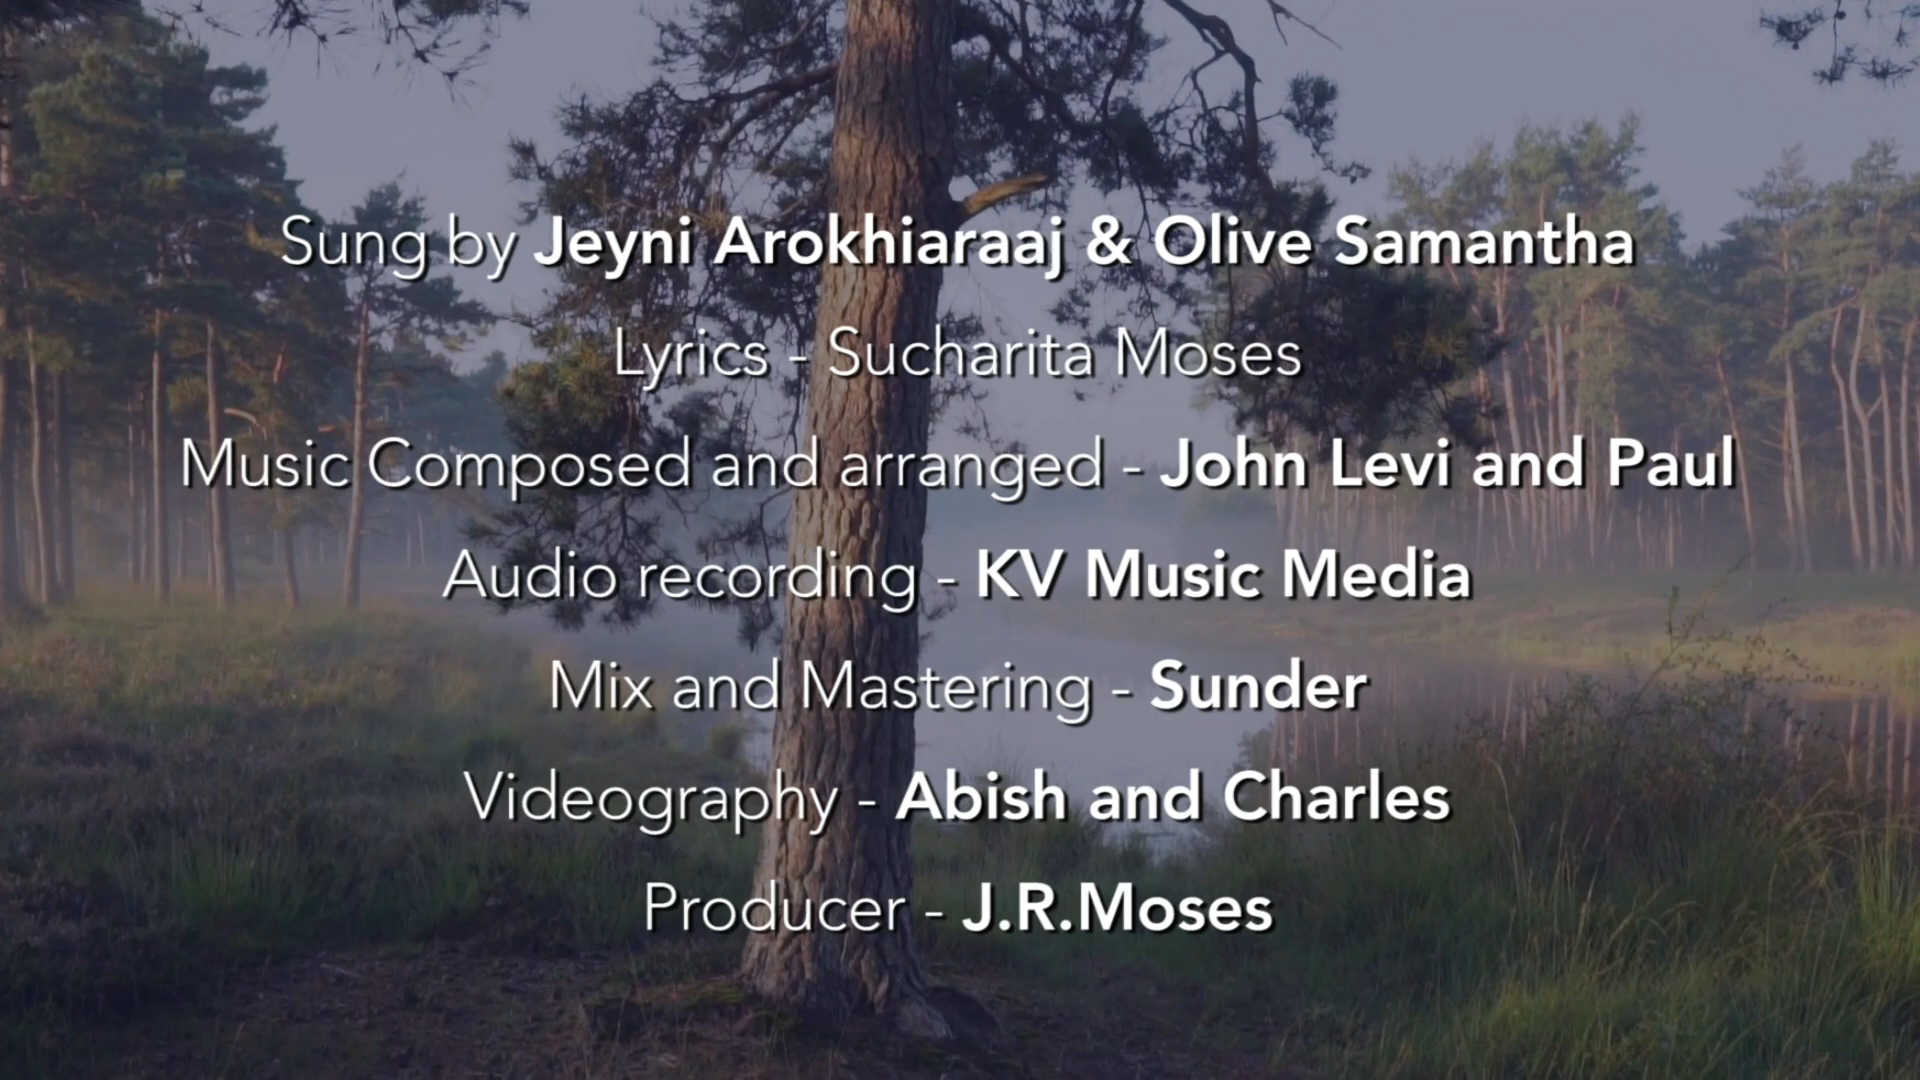 Sung by Jeyni Arokhiaraaj & Olive Samantha
Lyrics - Sucharita Moses
Music Composed and arranged - John Levi and Paul
Audio recording - KV Music Media
Mix and Mastering - Sunder
Videography - Abish and Charles
Producer - J.R.Moses